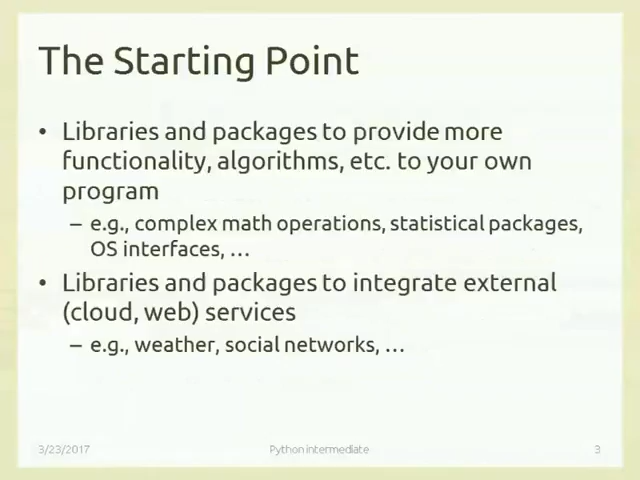 The Starting Point
• Libraries and packages to provide more
functionality, algorithms, etc. to your own
program
– e.g., complex math operations, statistical packages,
OS interfaces, …
• Libraries and packages to integrate external
(cloud, web) services
– e.g., weather, social networks, …
3/23/2017
Python intermediate
3